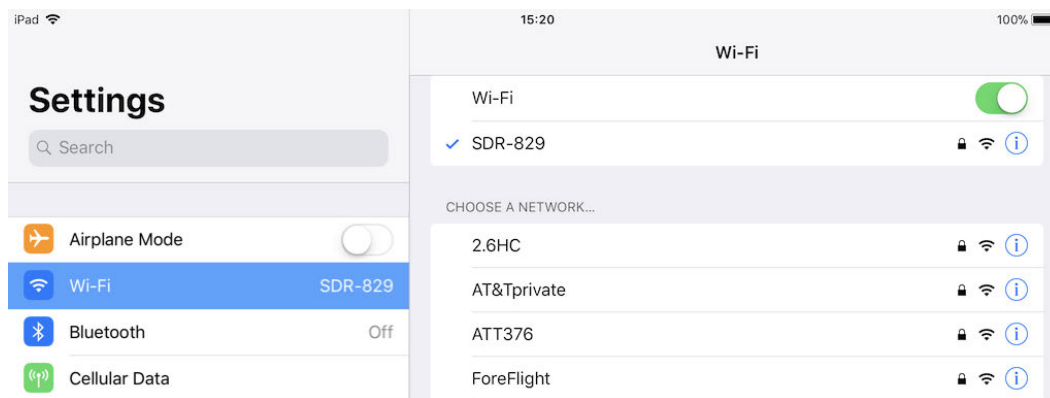 iPad 15:20 100%
Settings
Search
Airplane Mode
Wi-Fi SDR-829
Bluetooth Off
Cellular Data
Wi-Fi
Wi-Fi
SDR-829
CHOOSE A NETWORK...
2.6HC
AT&Tprivate
ATT376
ForeFlight